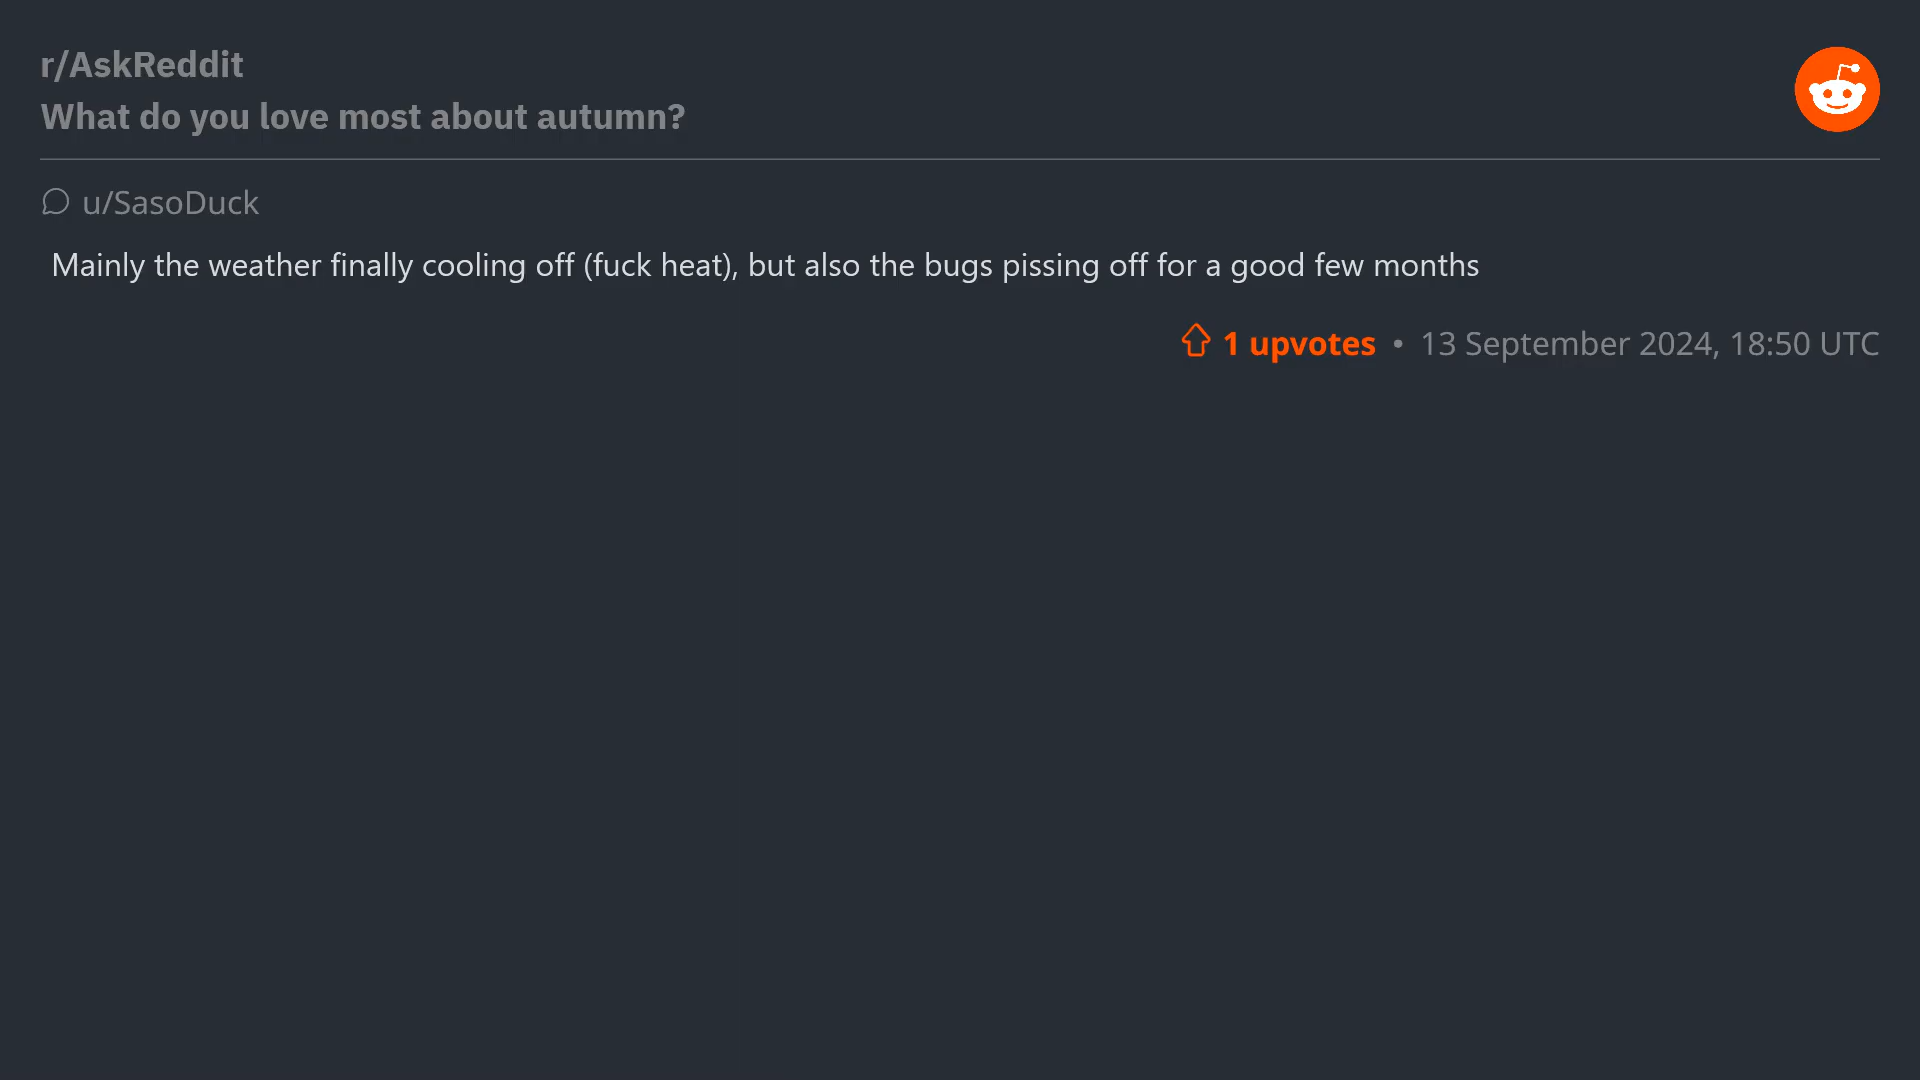 r/AskReddit
What do you love most about autumn?
u/SasoDuck
Mainly the weather finally cooling off (fuck heat), but also the bugs pissing off for a good few months
1 upvotes • 13 September 2024, 18:50 UTC